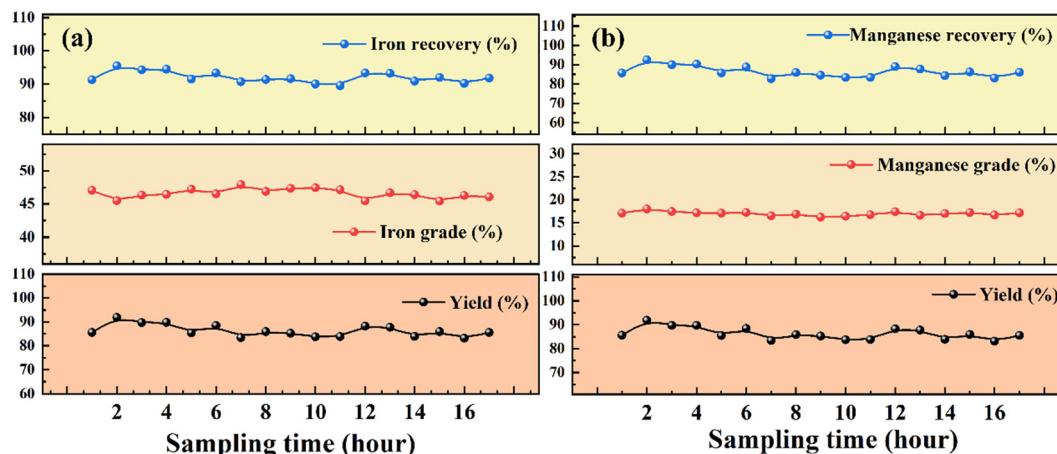 (a)
Iron recovery (%)
110
100
90
80
Iron grade (%)
50
45
40
Yield (%)
110
100
90
80
70
60
2 4 6 8 10 12 14 16
Sampling time (hour)
(b)
Manganese recovery (%)
110
100
90
80
70
60
Manganese grade (%)
30
25
20
15
10
Yield (%)
110
100
90
80
70
60
2 4 6 8 10 12 14 16
Sampling time (hour)